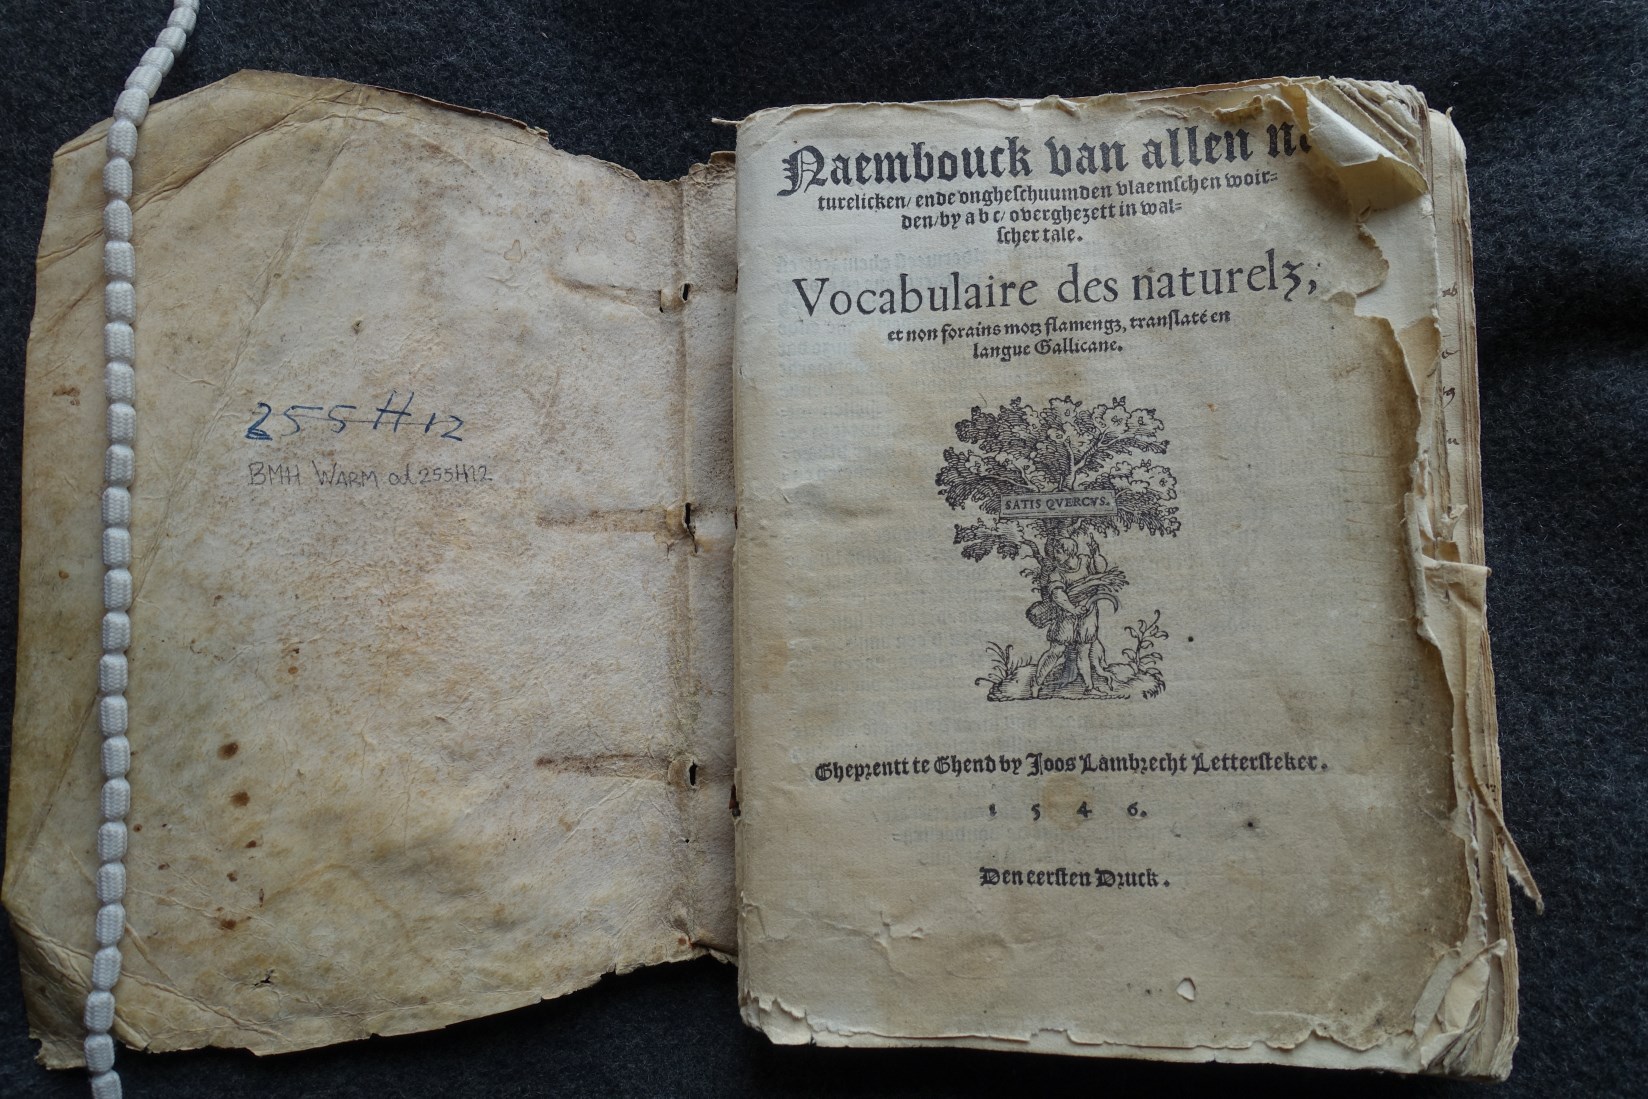 255 H 12
BMH WARM od 255H12
Naembouck van allen na
turelicken/ ende ongheschuumden vlaemschen woir=
den/by a b c/ overghezett in wal=
scher tale.
Vocabulaire des naturelz,
et non forains motz flamengz, translaté en
langue Gallicane.
SATIS QVERCVS.
Gheprentt te Ghend by Joos Lambrecht Lettersteker.
1 5 4 6.
Den eersten Druck.